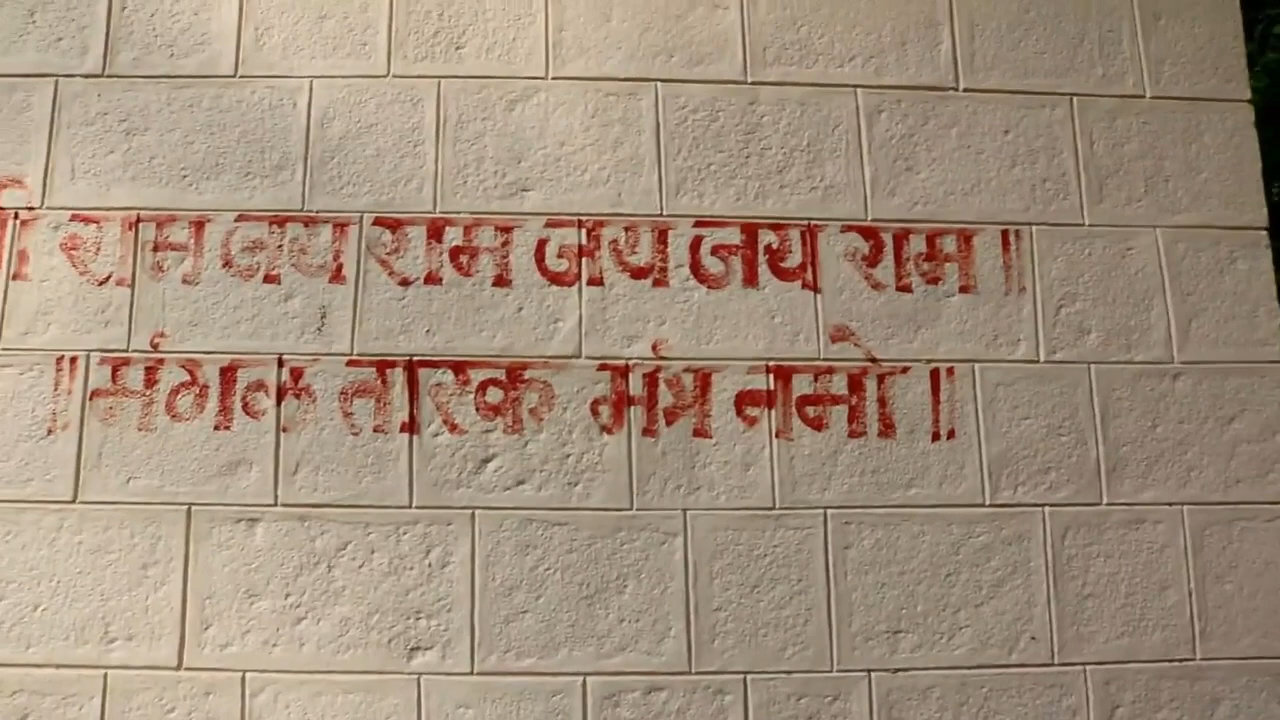 राम जय राम जय जय राम ॥
॥ मंगल तारक मंत्र नमो ॥